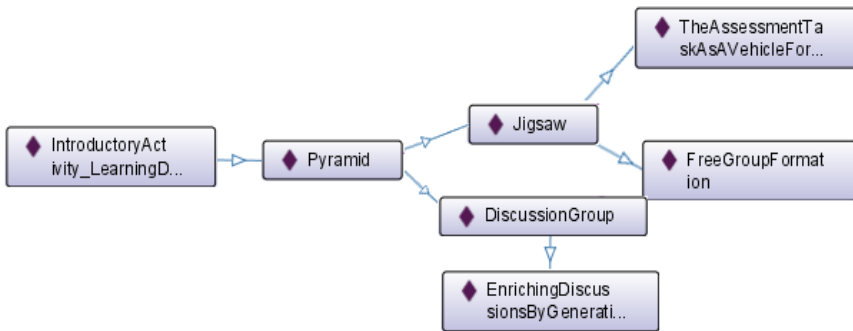 TheAssessmentTa
skAsAVehicleFor...
Jigsaw
IntroductoryAct
ivity_LearningD...
Pyramid
FreeGroupFormat
ion
DiscussionGroup
EnrichingDiscus
sionsByGenerati...